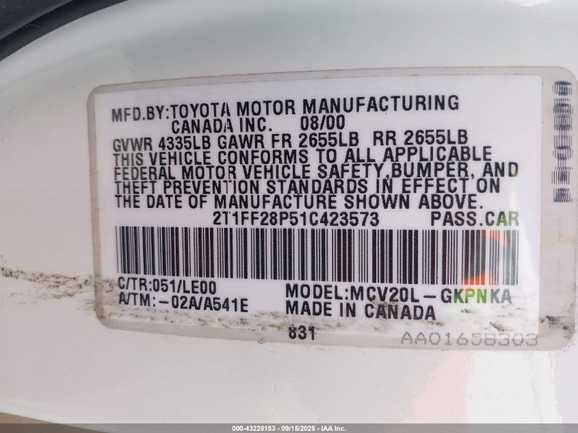 MFD.BY:TOYOTA MOTOR MANUFACTURING
CANADA INC. 08/00
GVWR 4335LB GAWR FR 2655LB RR 2655LB
THIS VEHICLE CONFORMS TO ALL APPLICABLE
FEDERAL MOTOR VEHICLE SAFETY,BUMPER, AND
THEFT PREVENTION STANDARDS IN EFFECT ON
THE DATE OF MANUFACTURE SHOWN ABOVE.
2T1FF28P51C423573 PASS.CAR
C/TR:051/LE00 MODEL:MCV20L-GKPNKA
A/TM:-02A/A541E MADE IN CANADA
831
AA01658303
000-43228153 - 09/15/2025 - IAA Inc.